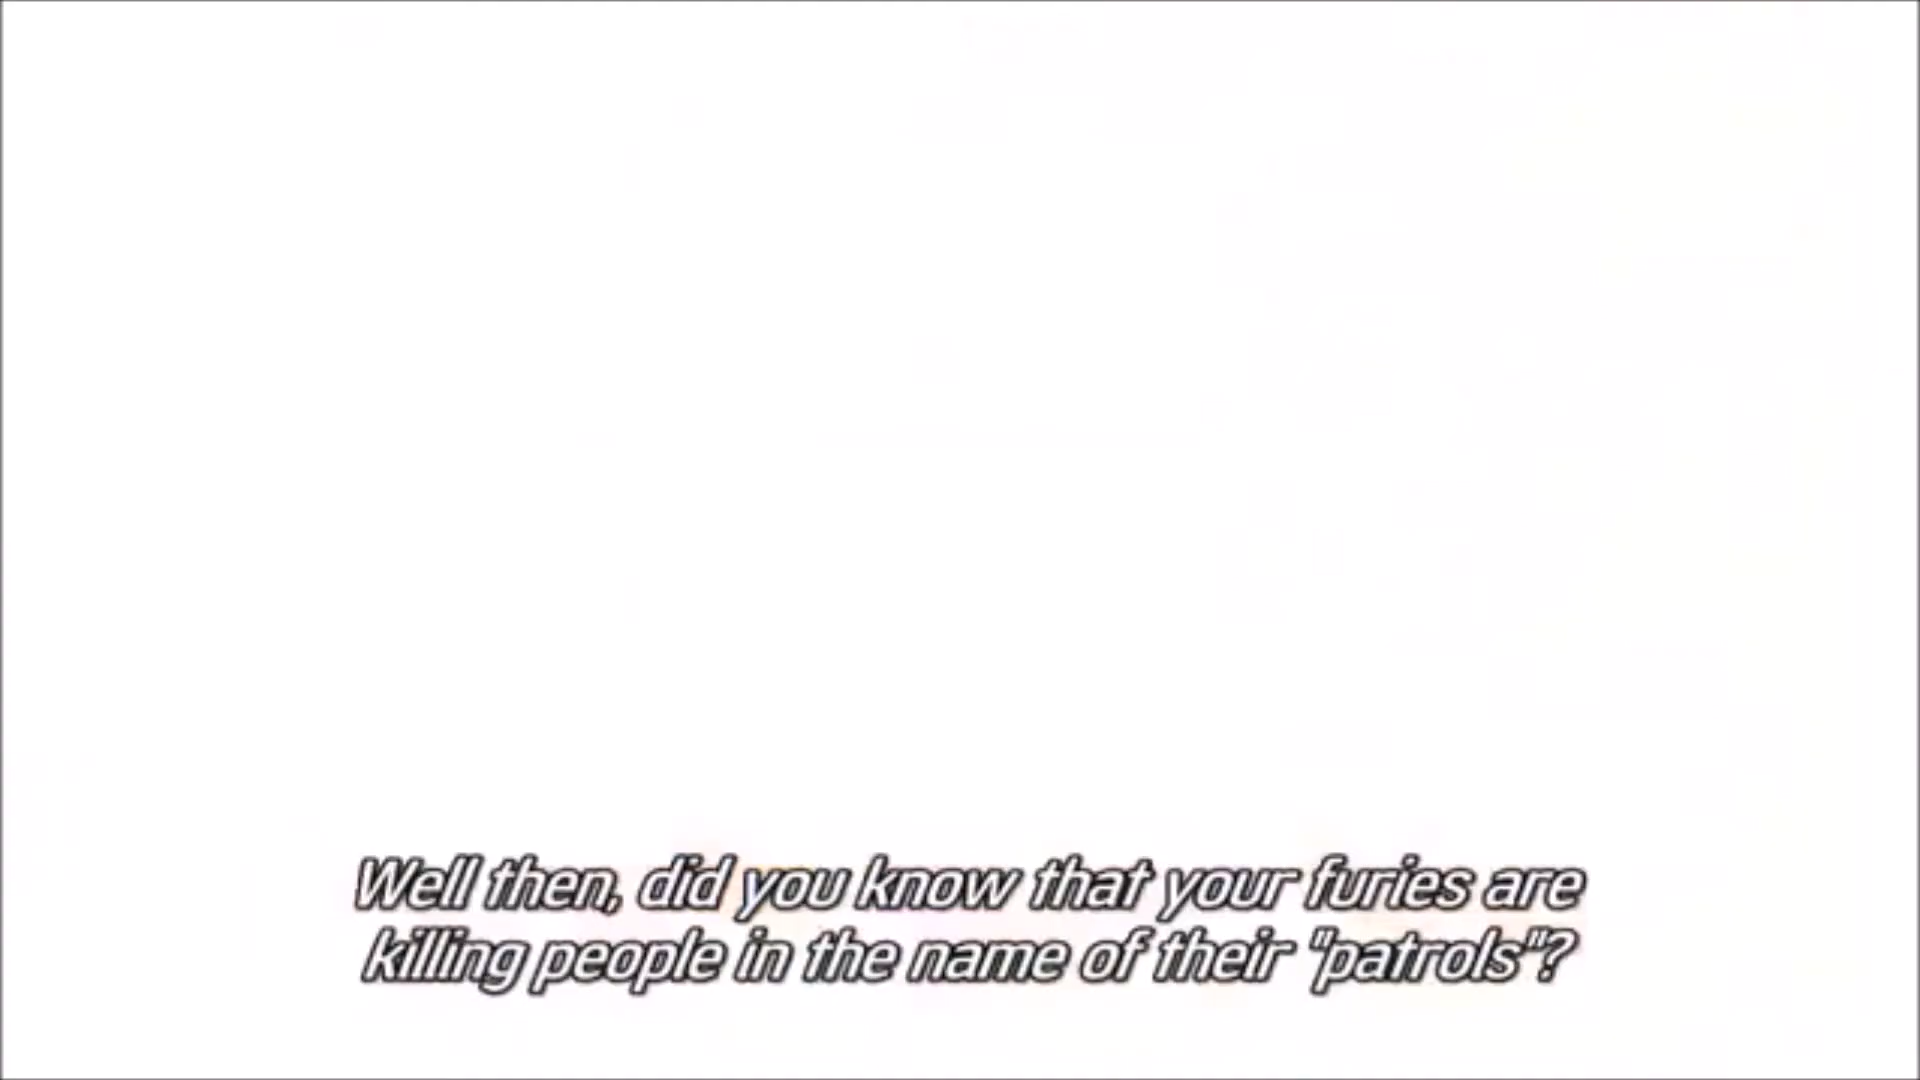 Well then, did you know that your furies are
killing people in the name of their "patrols"?